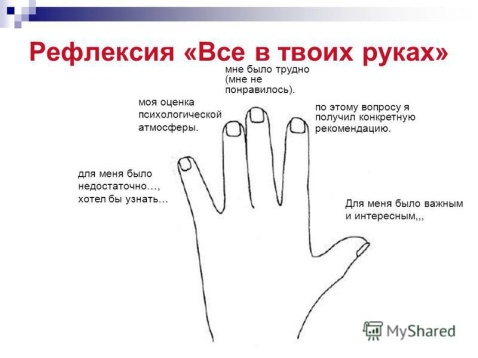 Рефлексия «Все в твоих руках»
мне было трудно
(мне не
понравилось).
моя оценка
психологической
атмосферы.
по этому вопросу я
получил конкретную
рекомендацию.
для меня было
недостаточно…,
хотел бы узнать…
Для меня было важным
и интересным,,,
MyShared